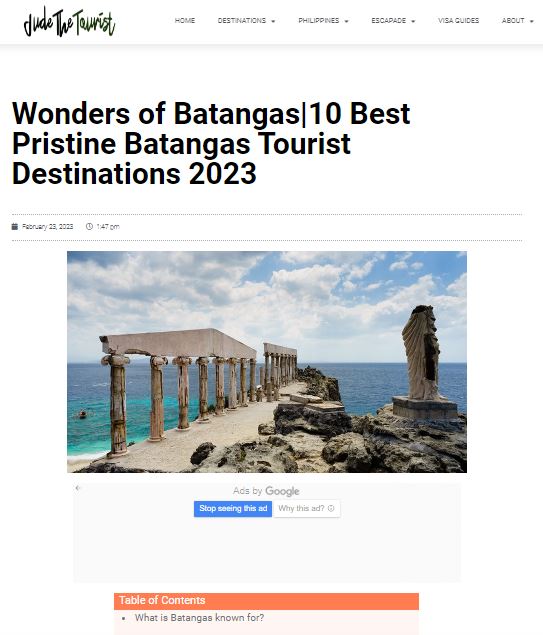 Jude The Tourist
HOME DESTINATIONS PHILIPPINES ESCAPADE VISA GUIDES ABOUT
Wonders of Batangas|10 Best
Pristine Batangas Tourist
Destinations 2023
February 23, 2023 1:47 pm
Ads by Google
Stop seeing this ad Why this ad?
Table of Contents
• What is Batangas known for?